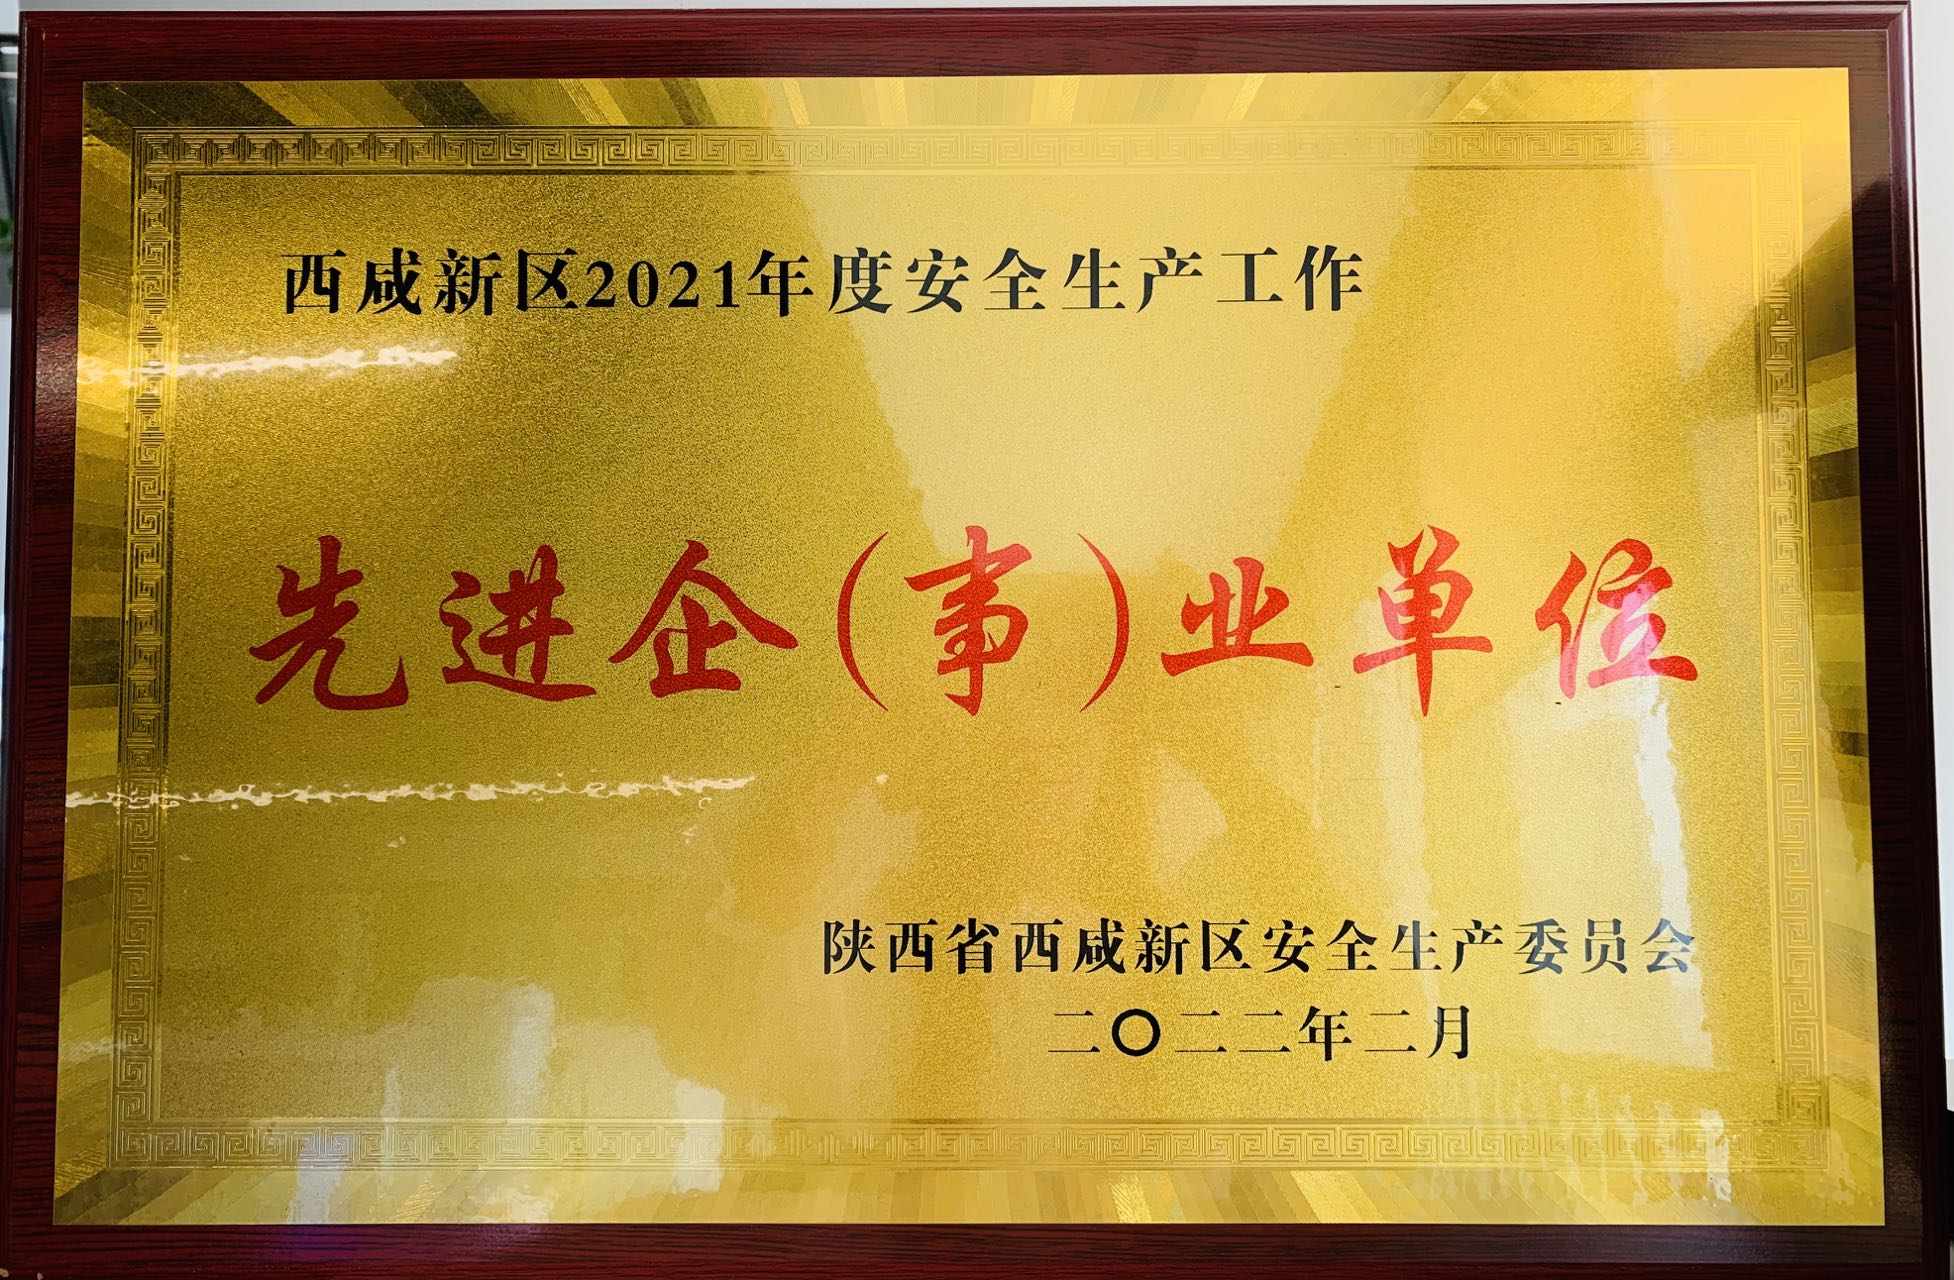 西咸新区2021年度安全生产工作
先进企(事)业单位
陕西省西咸新区安全生产委员会
二〇二二年二月